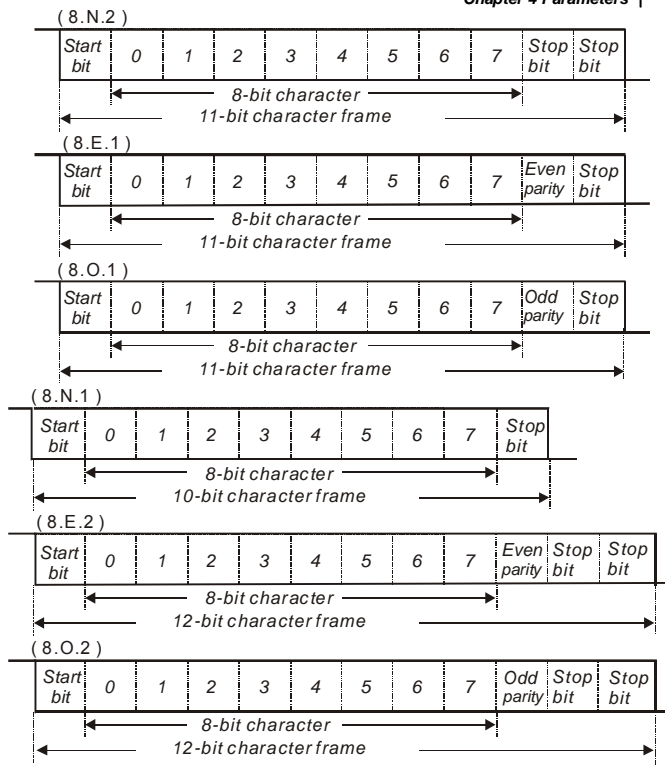 Chapter 4 Parameters |
( 8.N.2 )
Start bit 0 1 2 3 4 5 6 7 Stop bit Stop bit
8-bit character
11-bit character frame
( 8.E.1 )
Start bit 0 1 2 3 4 5 6 7 Even parity Stop bit
8-bit character
11-bit character frame
( 8.O.1 )
Start bit 0 1 2 3 4 5 6 7 Odd parity Stop bit
8-bit character
11-bit character frame
( 8.N.1 )
Start bit 0 1 2 3 4 5 6 7 Stop bit
8-bit character
10-bit character frame
( 8.E.2 )
Start bit 0 1 2 3 4 5 6 7 Even parity Stop bit Stop bit
8-bit character
12-bit character frame
( 8.O.2 )
Start bit 0 1 2 3 4 5 6 7 Odd parity Stop bit Stop bit
8-bit character
12-bit character frame